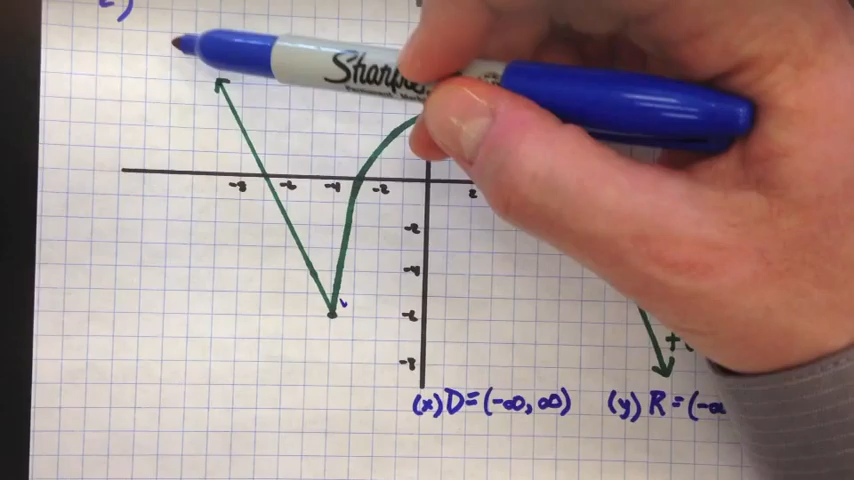 Sharpie
-8 -6 -4 -2 2
-2
-4
-6
-8
(x) D=(-∞,∞) (y) R=(-∞